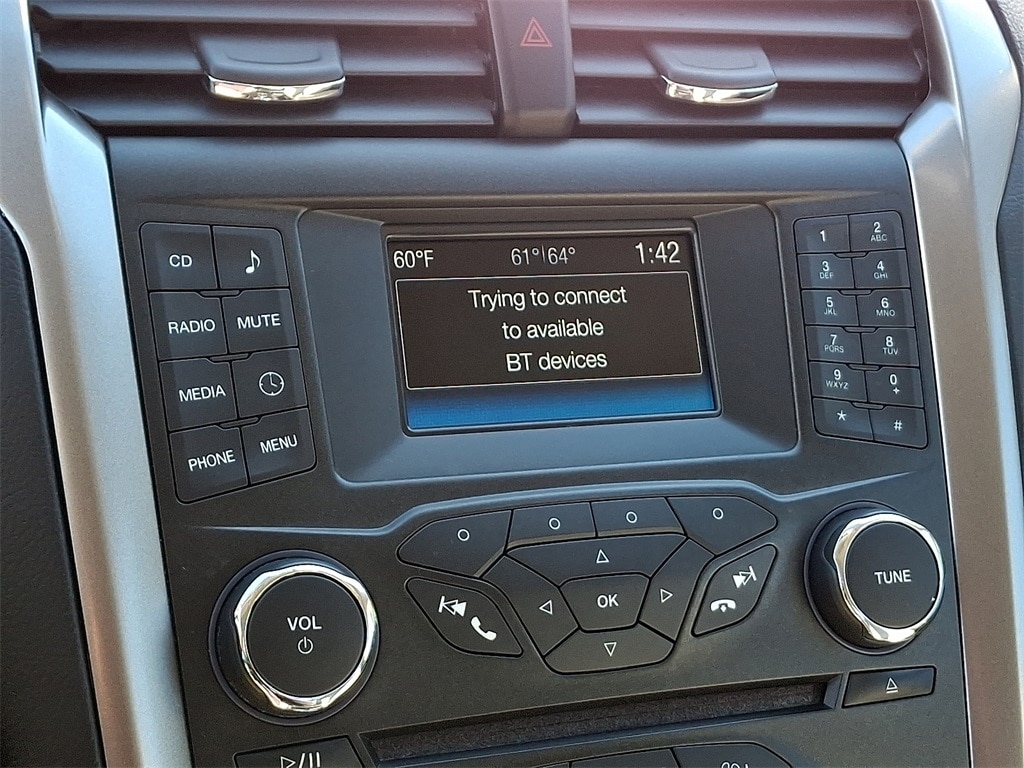 60°F 61°|64° 1:42
Trying to connect
to available
BT devices
CD
RADIO MUTE
MEDIA
PHONE MENU
1 2 ABC
3 DEF 4 GHI
5 JKL 6 MNO
7 PQRS 8 TUV
9 WXYZ 0 +
* #
OK
VOL
TUNE